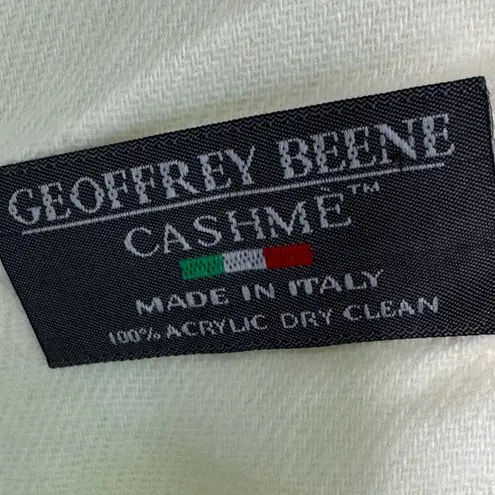 GEOFFREY BEENE
CASHMÈ™
MADE IN ITALY
100% ACRYLIC DRY CLEAN